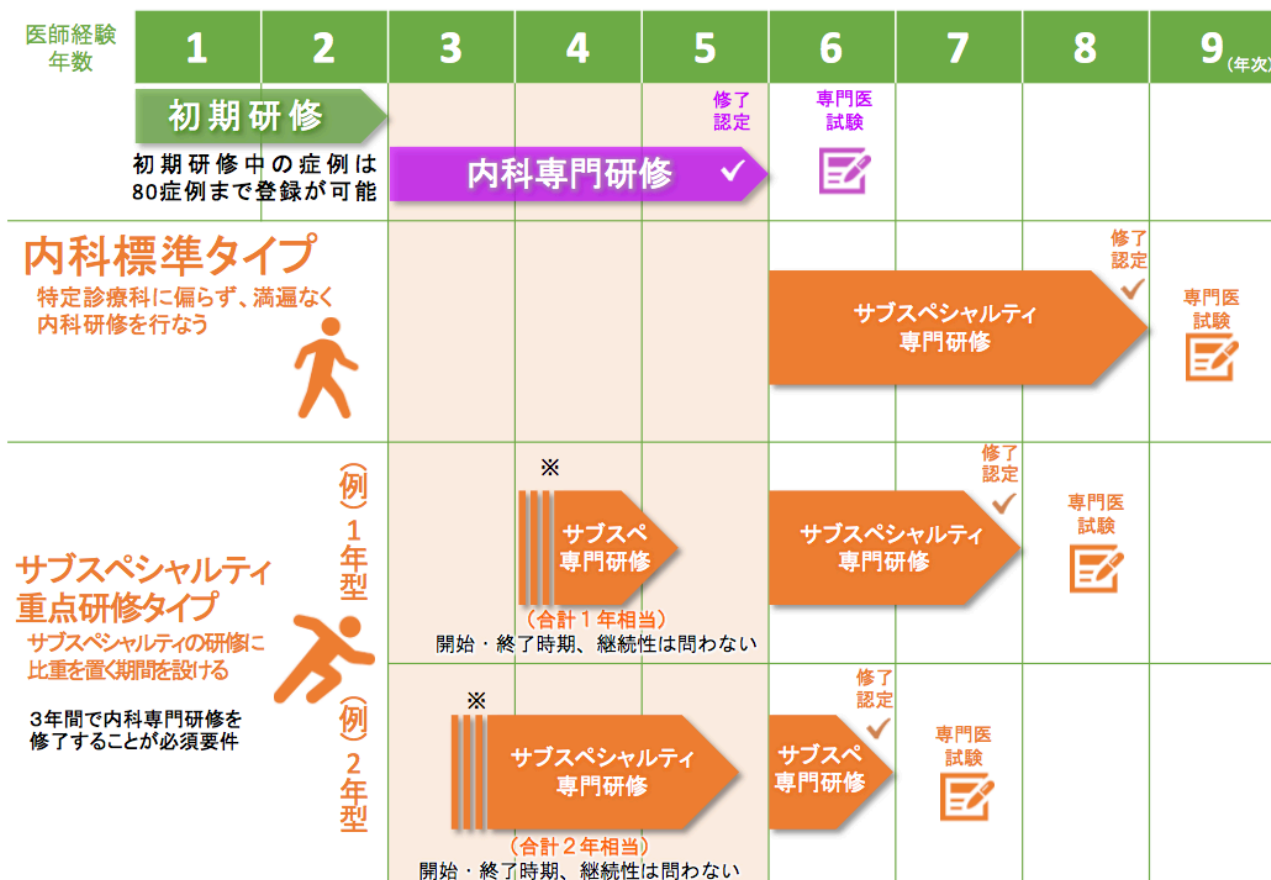 医師経験
年数
1
2
3
4
5
6
7
8
9(年次)
初期研修
初期研修中の症例は
80症例まで登録が可能
修了
認定
内科専門研修
専門医
試験
内科標準タイプ
特定診療科に偏らず、満遍なく
内科研修を行なう
サブスペシャルティ
専門研修
修了
認定
専門医
試験
サブスペシャルティ
重点研修タイプ
サブスペシャルティの研修に
比重を置く期間を設ける
3年間で内科専門研修を
修了することが必須要件
(例)1年型
※
サブスペ
専門研修
(合計1年相当)
開始・終了時期、継続性は問わない
サブスペシャルティ
専門研修
修了
認定
専門医
試験
(例)2年型
※
サブスペシャルティ
専門研修
(合計2年相当)
開始・終了時期、継続性は問わない
サブスペ
専門研修
修了
認定
専門医
試験